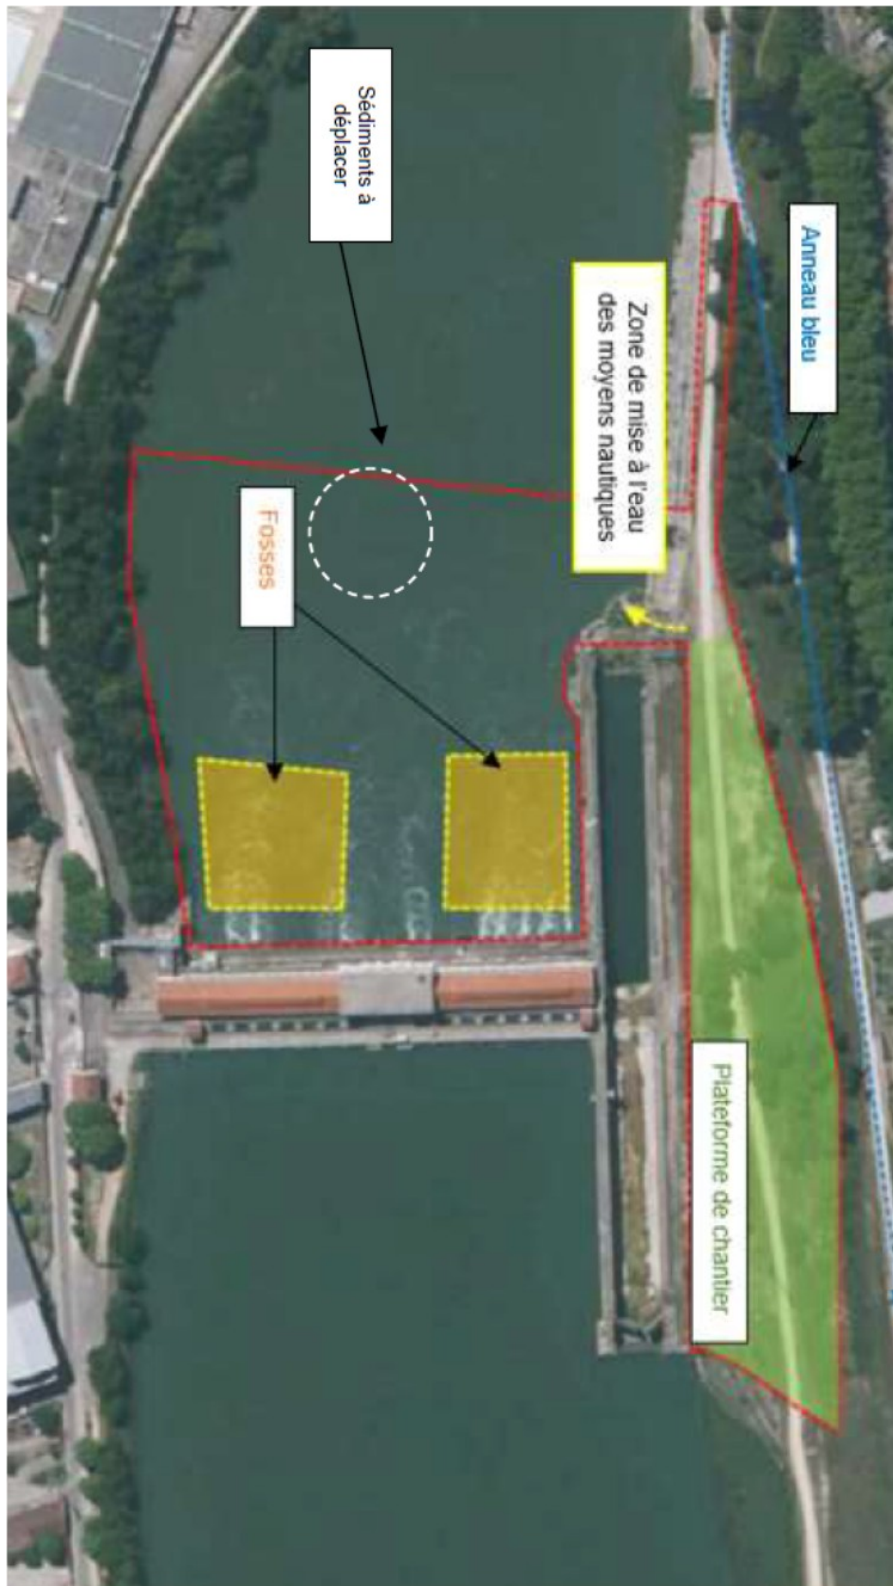 Sédiments à
déplacer
Anneau bleu
Zone de mise à l'eau
des moyens nautiques
Fosses
Plateforme de chantier